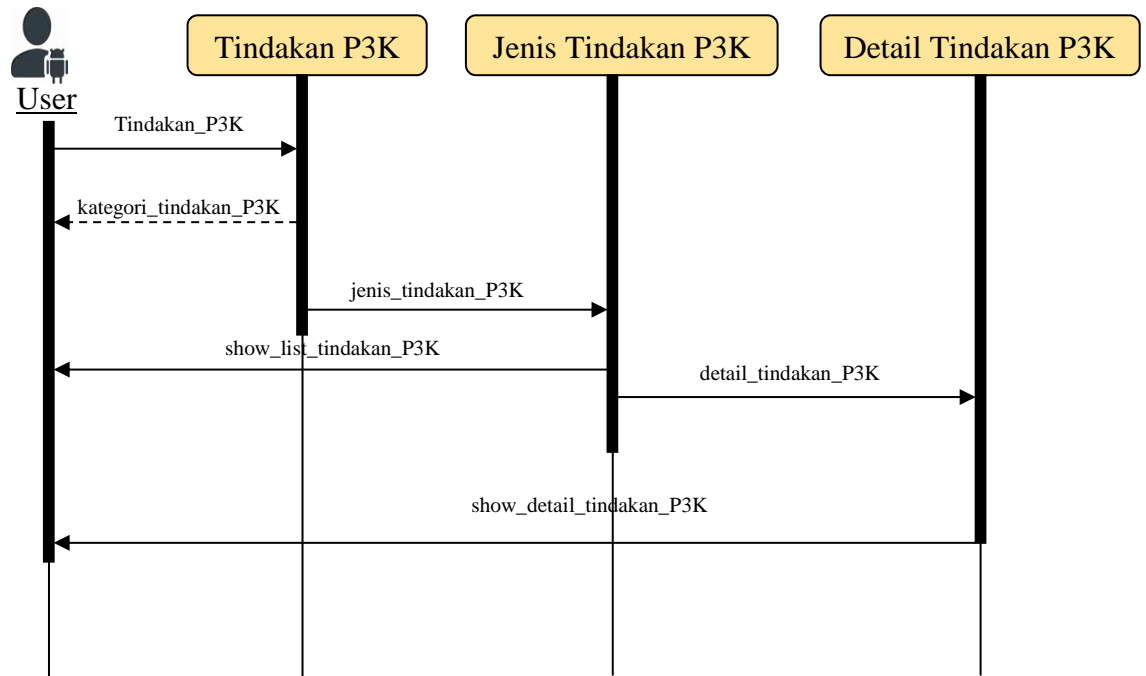 Tindakan P3K
Jenis Tindakan P3K
Detail Tindakan P3K
User
Tindakan_P3K
kategori_tindakan_P3K
jenis_tindakan_P3K
show_list_tindakan_P3K
detail_tindakan_P3K
show_detail_tindakan_P3K